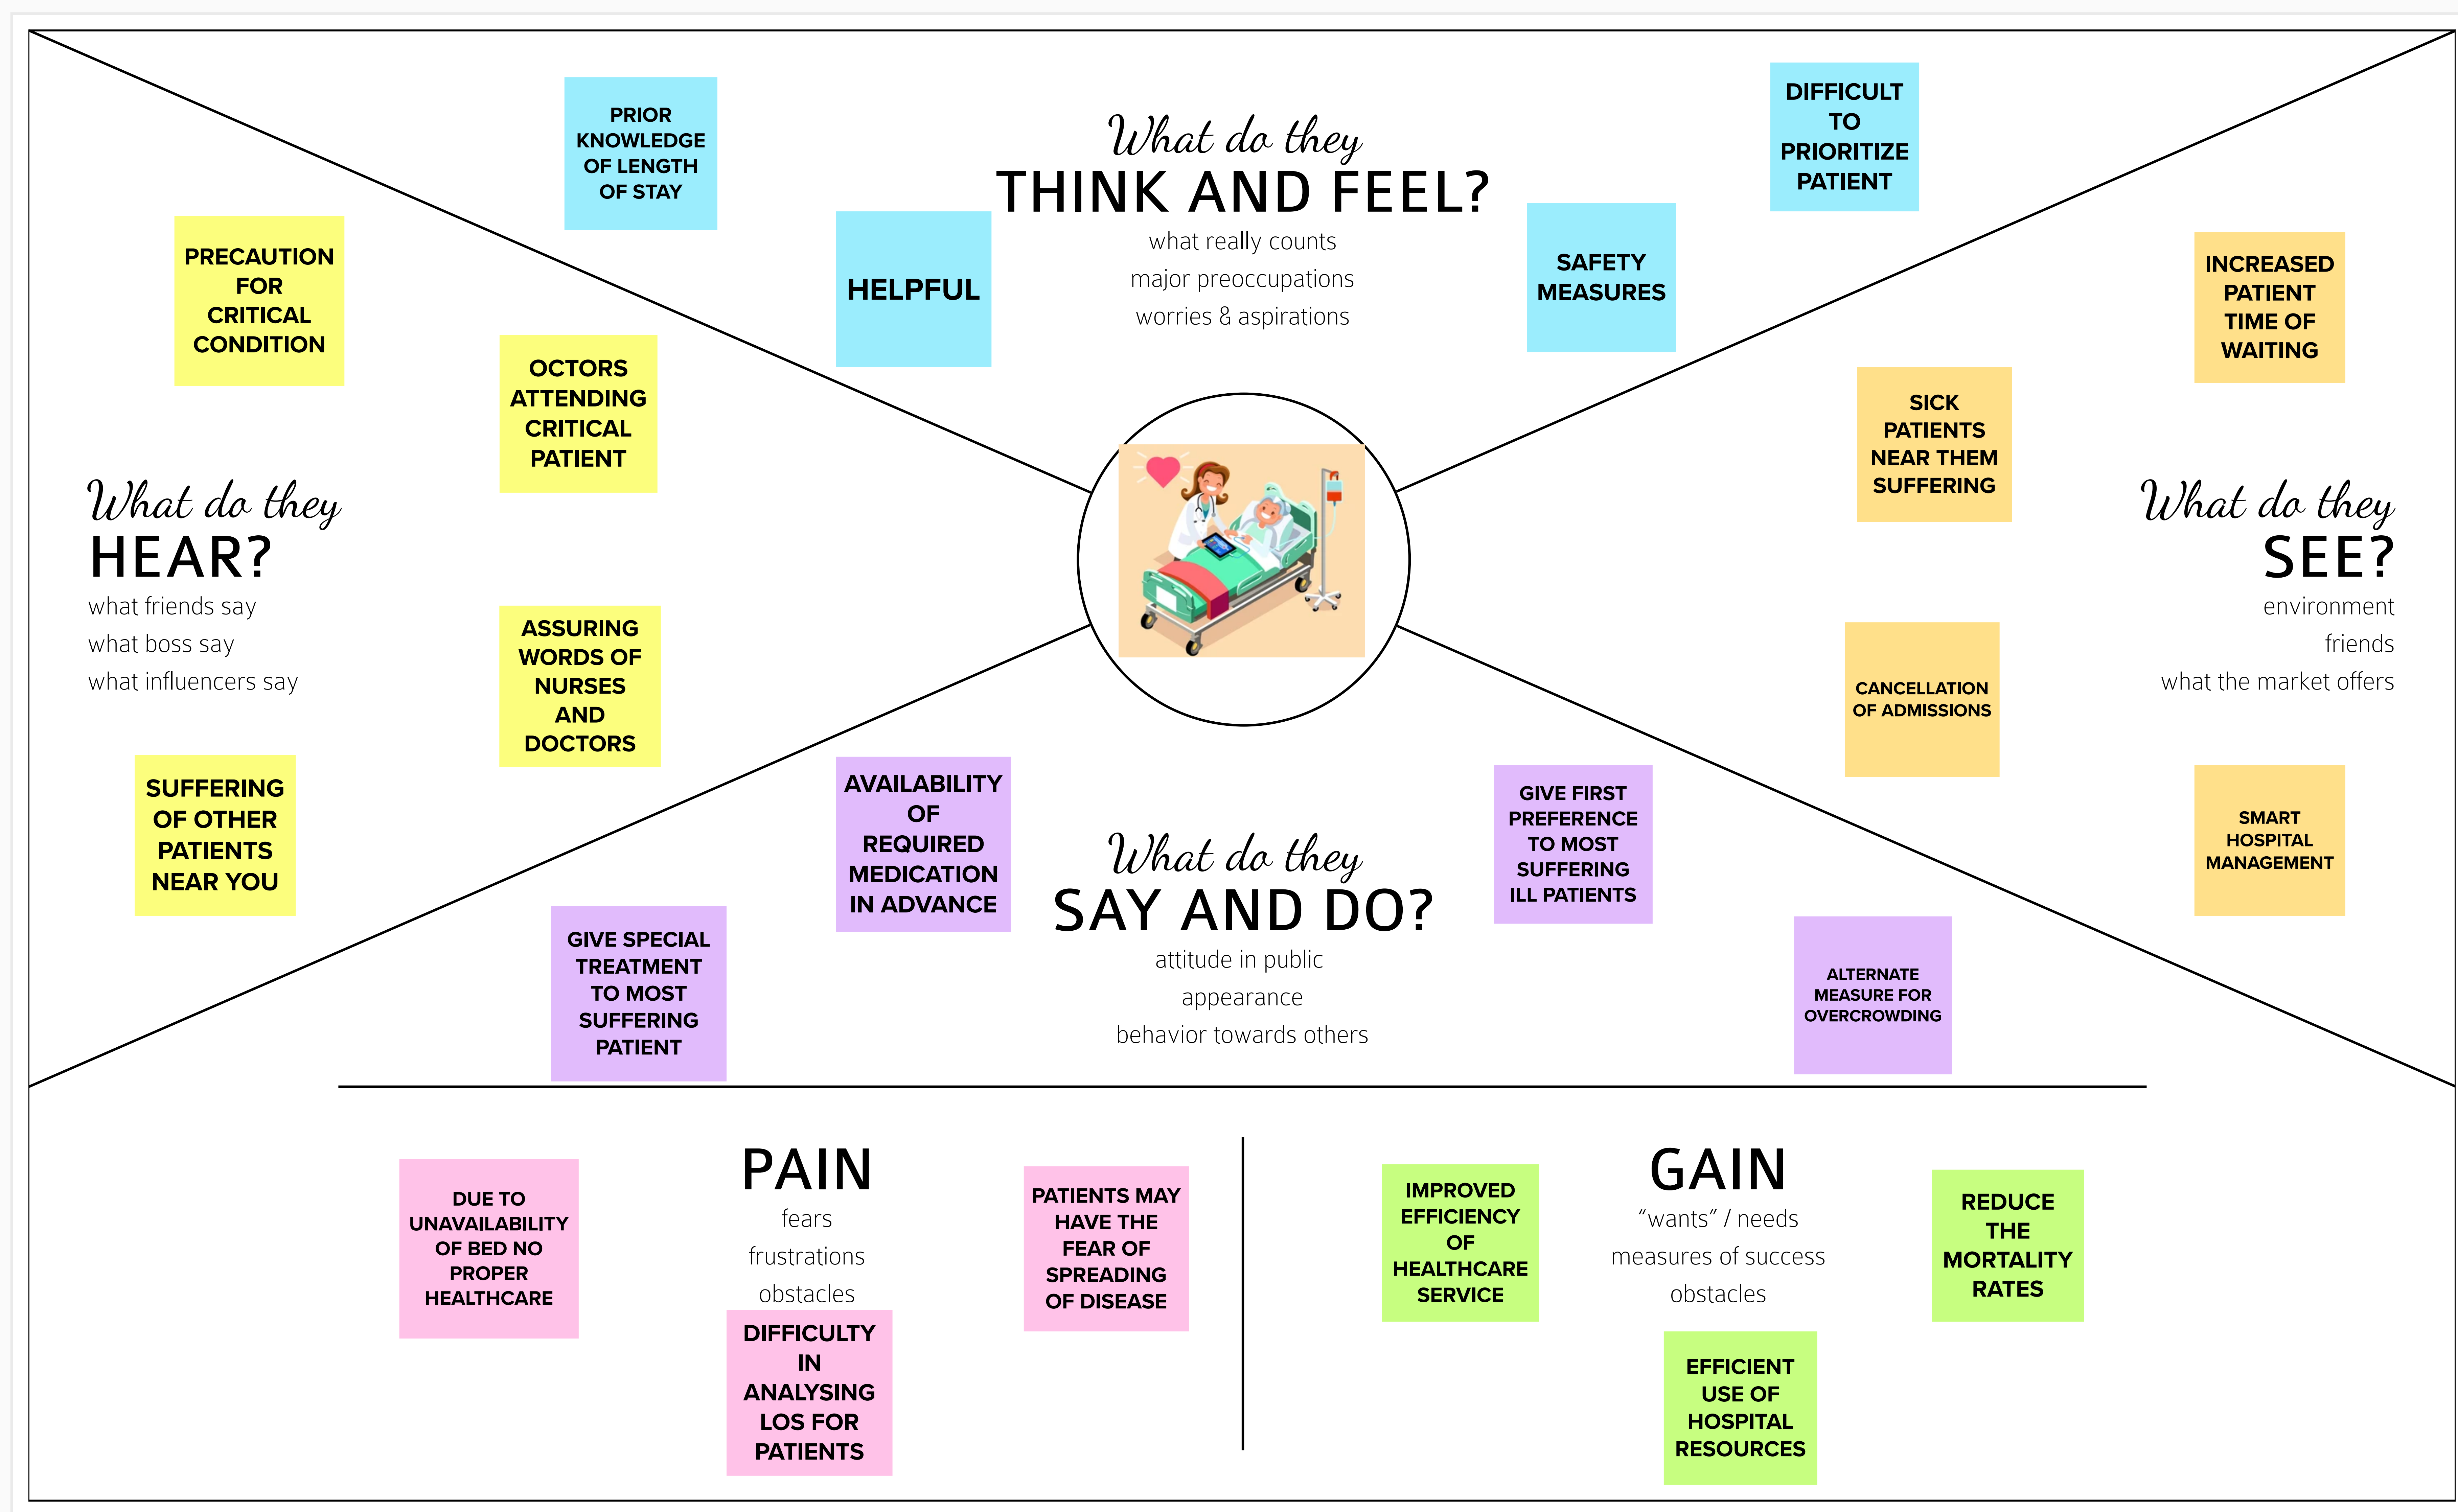 PRIOR
KNOWLEDGE
OF LENGTH
OF STAY
HELPFUL
What do they
THINK AND FEEL?
what really counts
major preoccupations
worries & aspirations
SAFETY
MEASURES
DIFFICULT
TO
PRIORITIZE
PATIENT
PRECAUTION
FOR
CRITICAL
CONDITION
OCTORS
ATTENDING
CRITICAL
PATIENT
What do they
HEAR?
what friends say
what boss say
what influencers say
ASSURING
WORDS OF
NURSES
AND
DOCTORS
SUFFERING
OF OTHER
PATIENTS
NEAR YOU
INCREASED
PATIENT
TIME OF
WAITING
SICK
PATIENTS
NEAR THEM
SUFFERING
What do they
SEE?
environment
friends
what the market offers
CANCELLATION
OF ADMISSIONS
SMART
HOSPITAL
MANAGEMENT
AVAILABILITY
OF
REQUIRED
MEDICATION
IN ADVANCE
GIVE SPECIAL
TREATMENT
TO MOST
SUFFERING
PATIENT
What do they
SAY AND DO?
attitude in public
appearance
behavior towards others
GIVE FIRST
PREFERENCE
TO MOST
SUFFERING
ILL PATIENTS
ALTERNATE
MEASURE FOR
OVERCROWDING
DUE TO
UNAVAILABILITY
OF BED NO
PROPER
HEALTHCARE
PAIN
fears
frustrations
obstacles
DIFFICULTY
IN
ANALYSING
LOS FOR
PATIENTS
PATIENTS MAY
HAVE THE
FEAR OF
SPREADING
OF DISEASE
IMPROVED
EFFICIENCY
OF
HEALTHCARE
SERVICE
GAIN
“wants” / needs
measures of success
obstacles
EFFICIENT
USE OF
HOSPITAL
RESOURCES
REDUCE
THE
MORTALITY
RATES